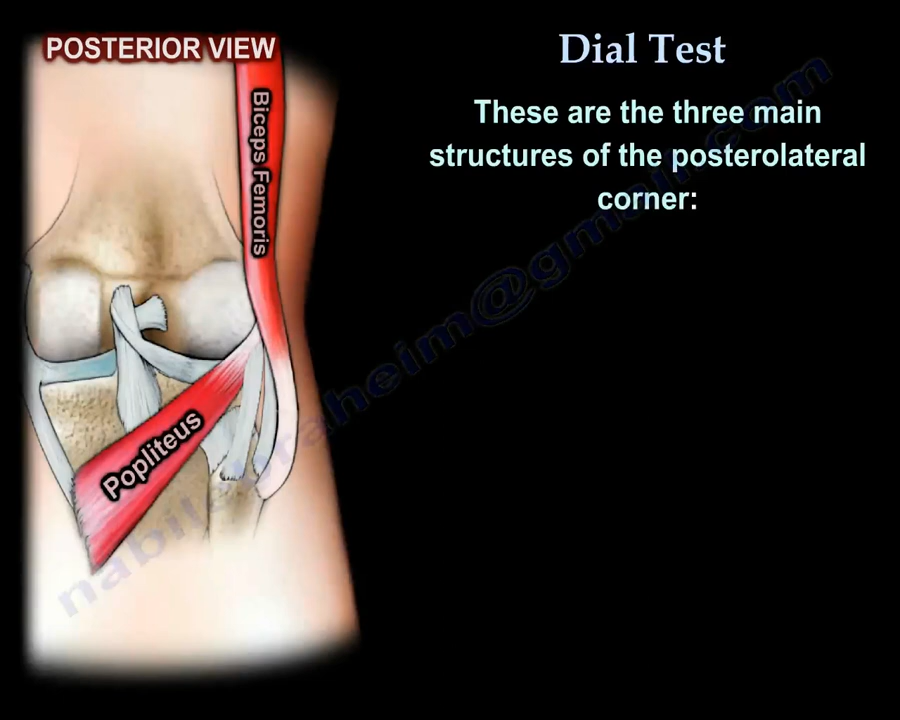 POSTERIOR VIEW
Biceps Femoris
Popliteus
Dial Test
These are the three main
structures of the posterolateral
corner: